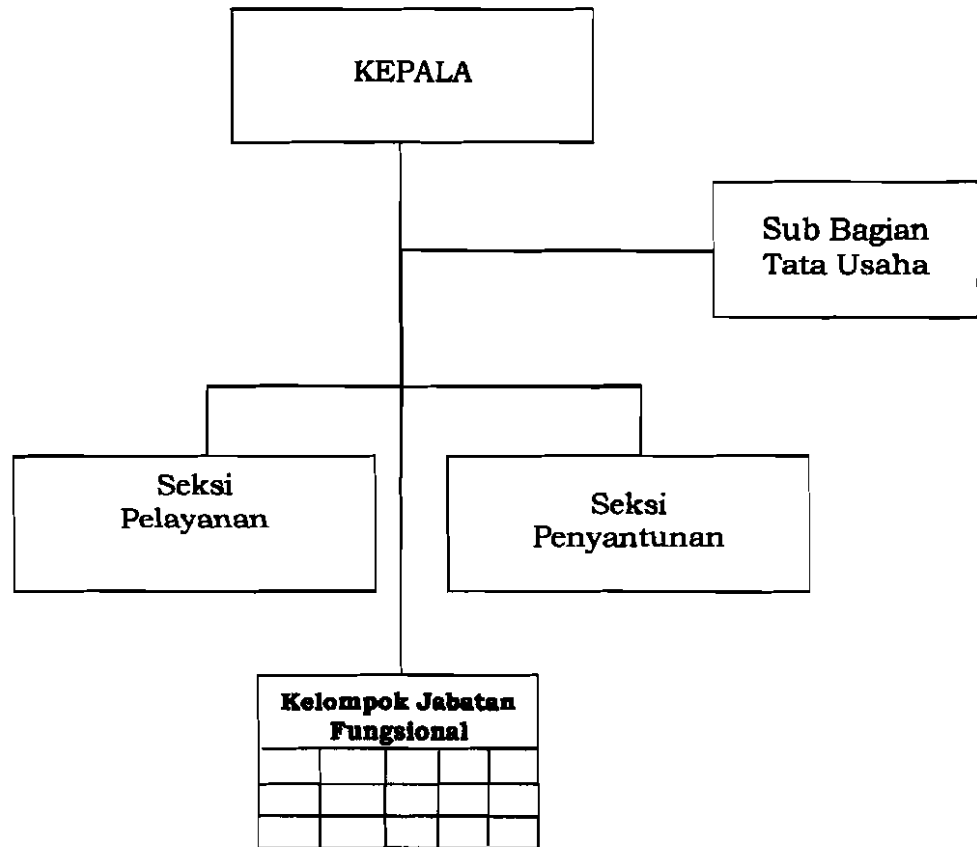 KEPALA
Sub Bagian
Tata Usaha
Seksi
Pelayanan
Seksi
Penyantunan
Kelompok Jabatan
Fungsional